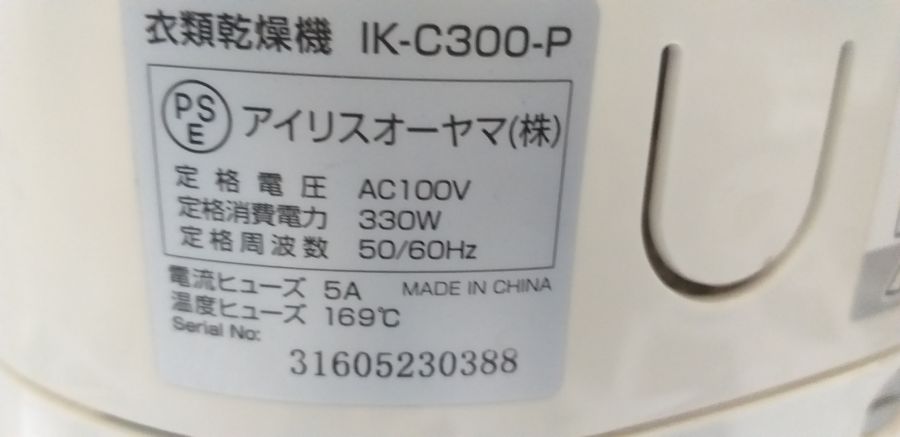 衣類乾燥機 IK-C300-P
PSE アイリスオーヤマ(株)
定格電圧 AC100V
定格消費電力 330W
定格周波数 50/60Hz
電流ヒューズ 5A MADE IN CHINA
温度ヒューズ 169℃
Serial No:
31605230388